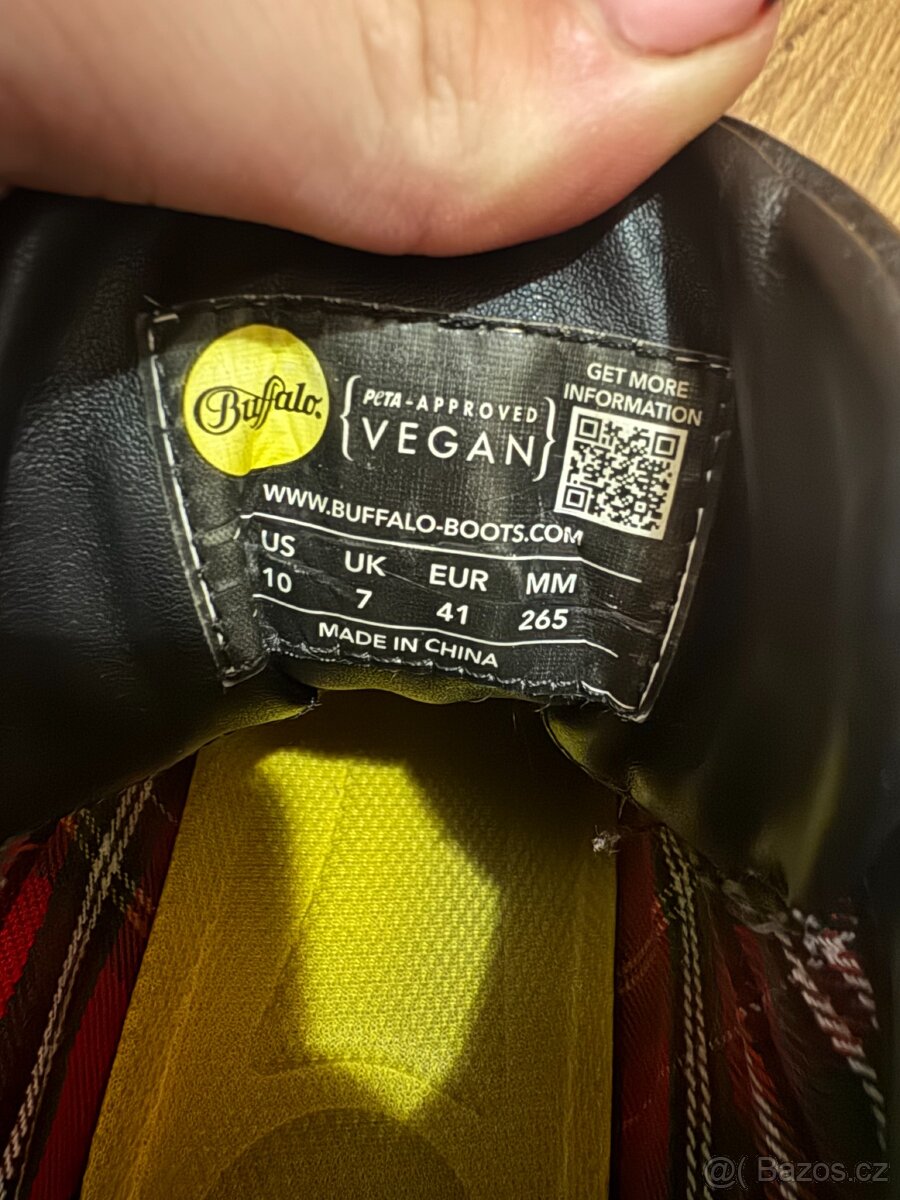 Buffalo.
{PETA-APPROVED
VEGAN}
GET MORE
INFORMATION
WWW.BUFFALO-BOOTS.COM
US UK EUR MM
10 7 41 265
MADE IN CHINA
@( Bazos.cz